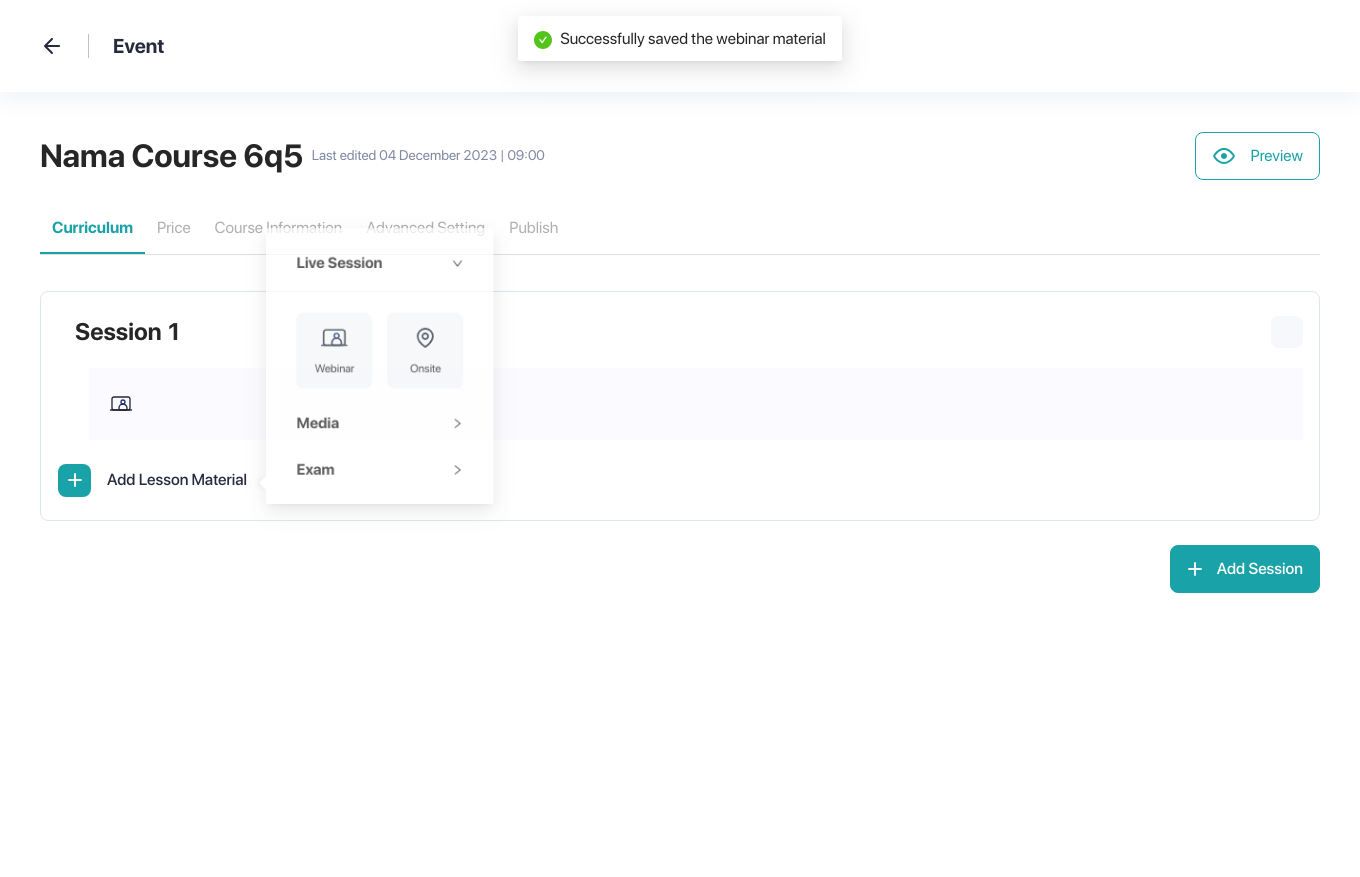 Event
Successfully saved the webinar material
Nama Course 6q5 Last edited 04 December 2023 | 09:00
Preview
Curriculum Price Course Information Advanced Setting Publish
Live Session
Session 1
Webinar Onsite
Media
Exam
Add Lesson Material
Add Session